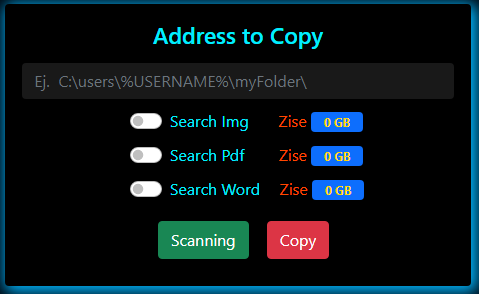 Address to Copy
Ej.  C:\users\%USERNAME%\myFolder\
Search Img Zise 0 GB
Search Pdf Zise 0 GB
Search Word Zise 0 GB
Scanning Copy